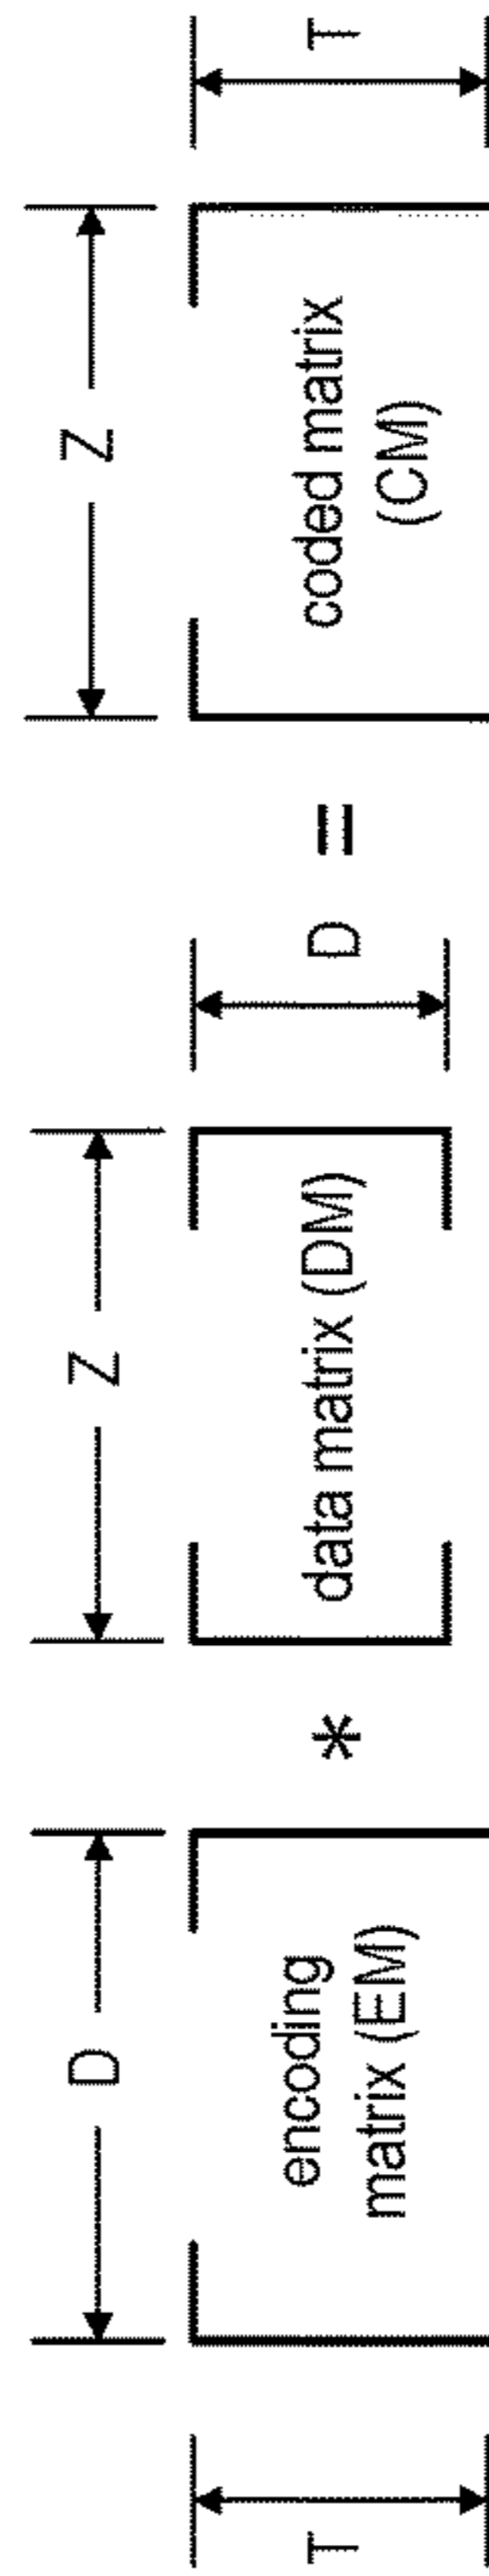 D
Z
Z
T
encoding
matrix (EM)
*
data matrix (DM)
D
=
coded matrix
(CM)
T